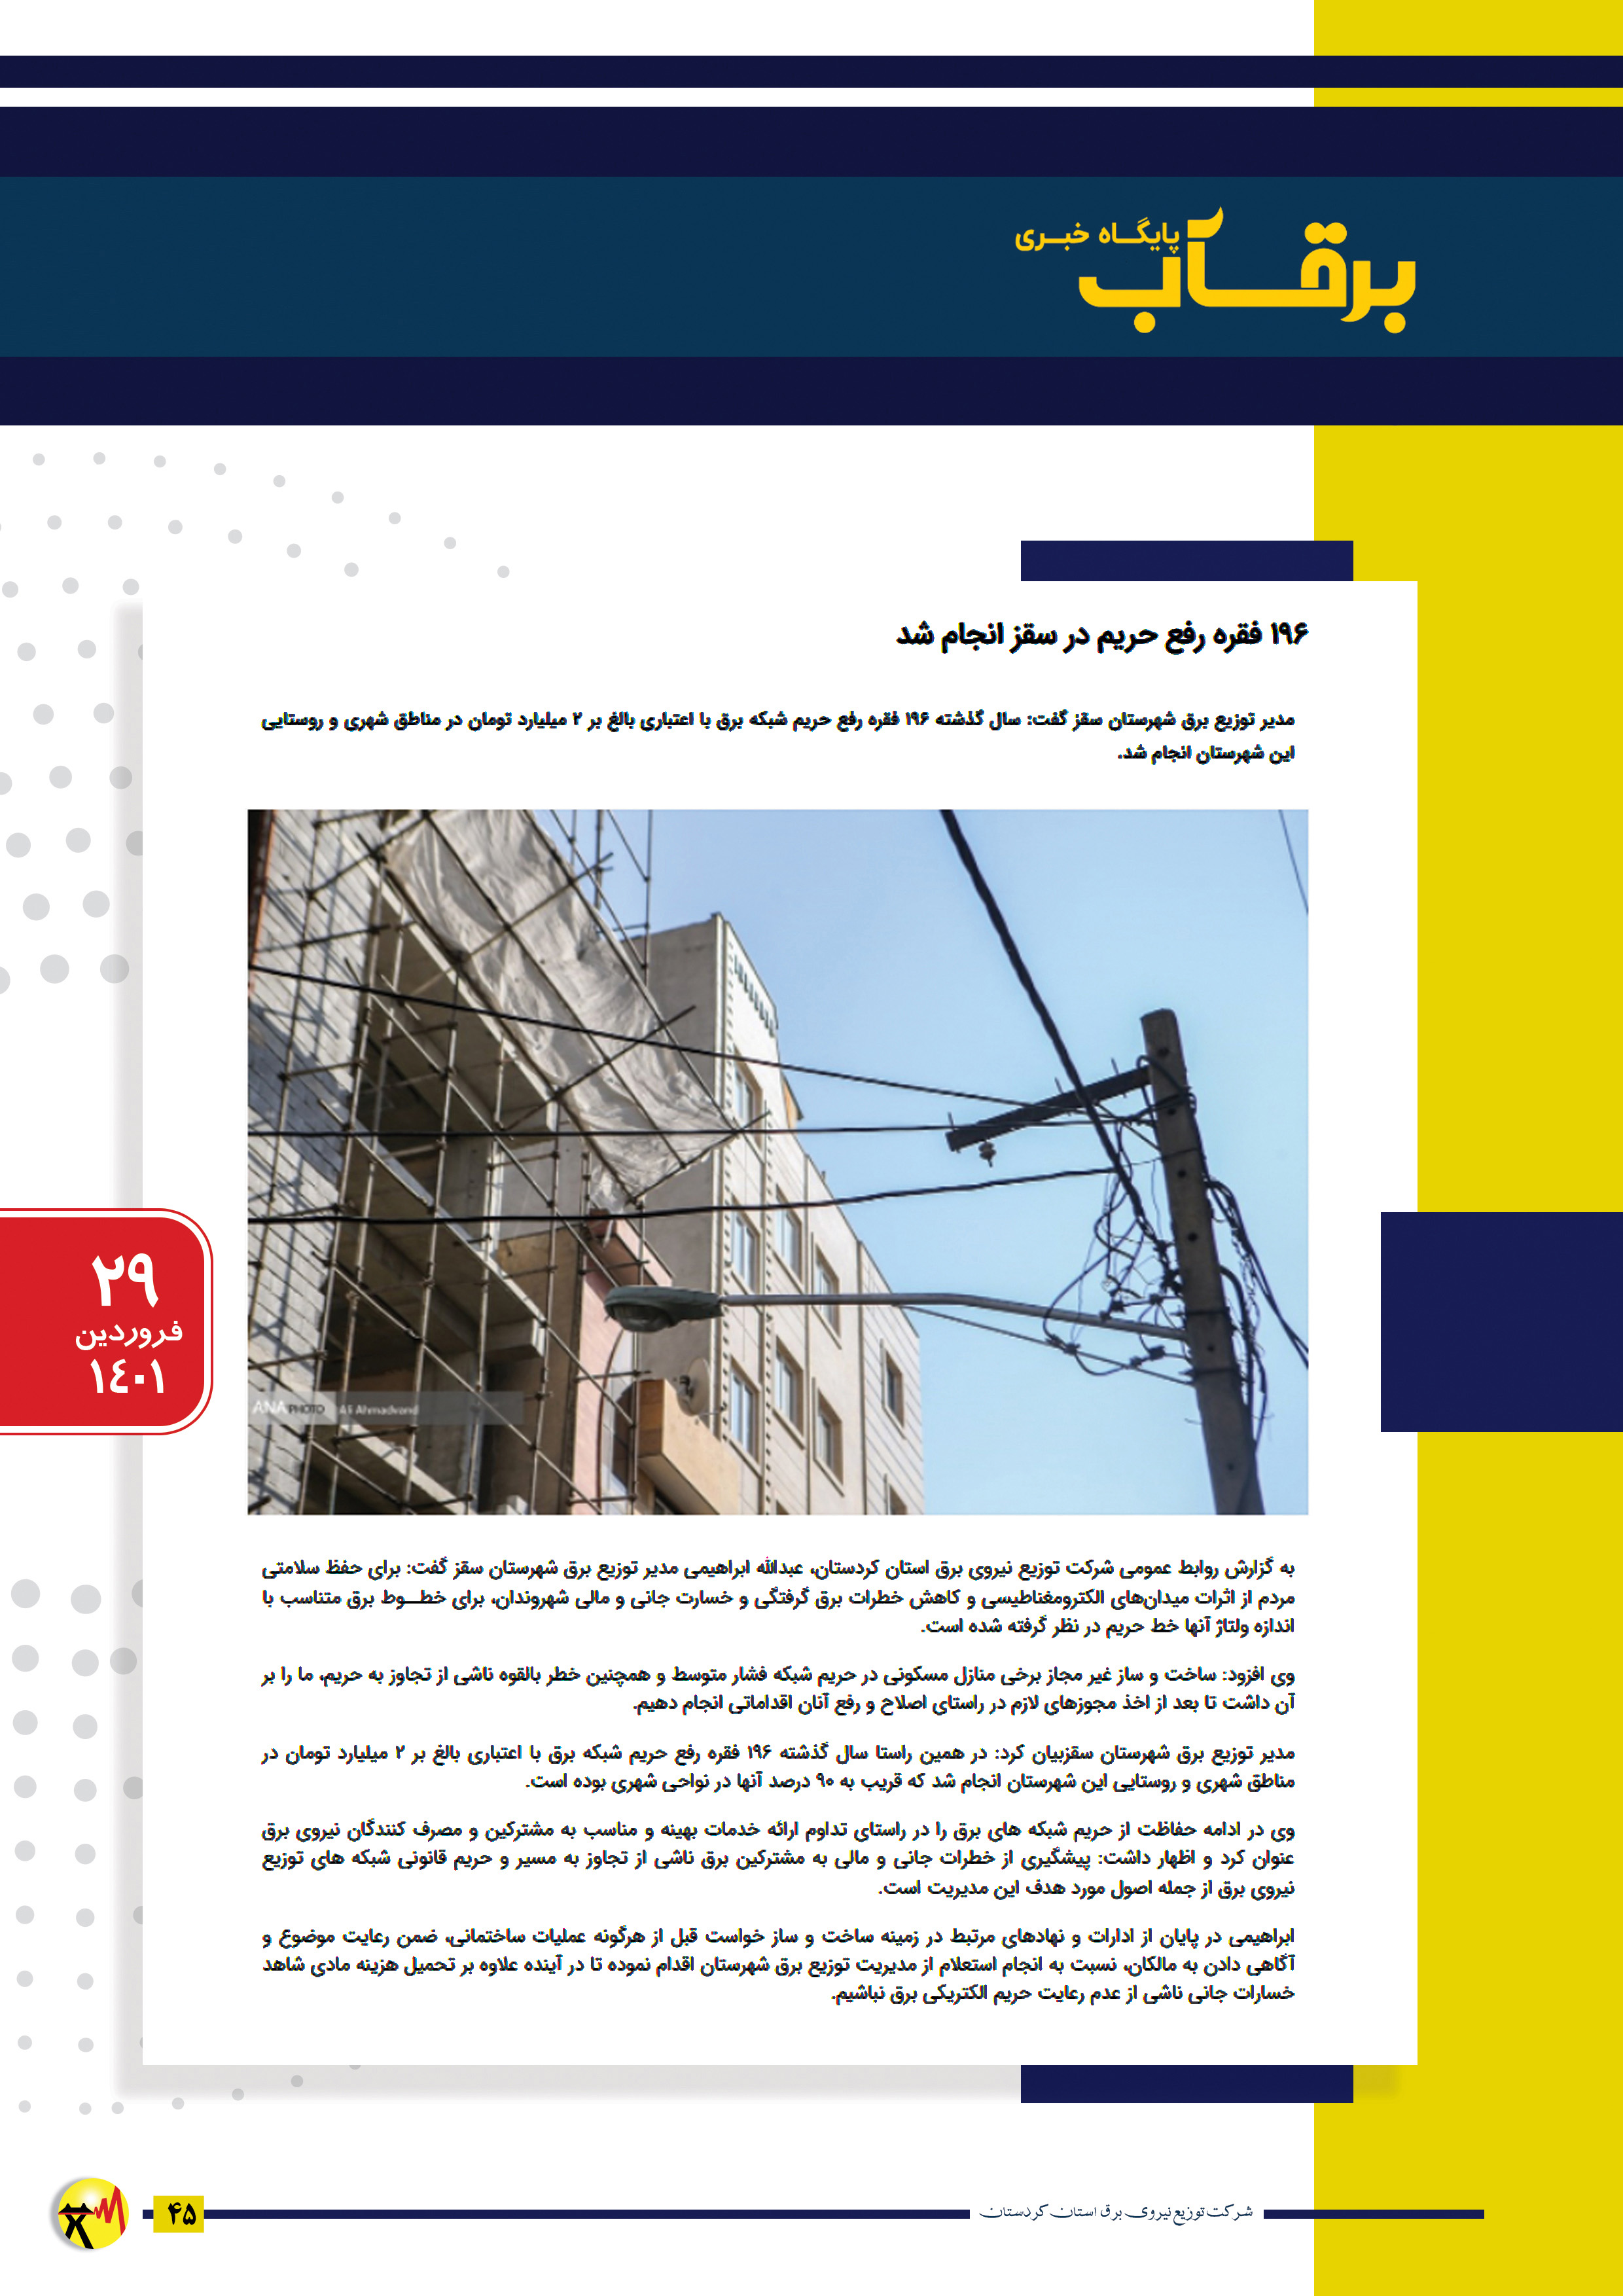 پایگاه خبری
برقاب
۱۹۶ فقره رفع حریم در سقز انجام شد
مدیر توزیع برق شهرستان سقز گفت: سال گذشته ۱۹۶ فقره رفع حریم شبکه برق با اعتباری بالغ بر ۲ میلیارد تومان در مناطق شهری و روستایی
این شهرستان انجام شد.
ANA PHOTO Ali Ahmadvand
۲۹
فروردین
۱٤۰۱
به گزارش روابط عمومی شرکت توزیع نیروی برق استان کردستان، عبدالله ابراهیمی مدیر توزیع برق شهرستان سقز گفت: برای حفظ سلامتی
مردم از اثرات میدان‌های الکترومغناطیسی و کاهش خطرات برق گرفتگی و خسارت جانی و مالی شهروندان، برای خطــوط برق متناسب با
اندازه ولتاژ آنها خط حریم در نظر گرفته شده است.
وی افزود: ساخت و ساز غیر مجاز برخی منازل مسکونی در حریم شبکه فشار متوسط و همچنین خطر بالقوه ناشی از تجاوز به حریم، ما را بر
آن داشت تا بعد از اخذ مجوزهای لازم در راستای اصلاح و رفع آنان اقداماتی انجام دهیم.
مدیر توزیع برق شهرستان سقزبیان کرد: در همین راستا سال گذشته ۱۹۶ فقره رفع حریم شبکه برق با اعتباری بالغ بر ۲ میلیارد تومان در
مناطق شهری و روستایی این شهرستان انجام شد که قریب به ۹۰ درصد آنها در نواحی شهری بوده است.
وی در ادامه حفاظت از حریم شبکه های برق را در راستای تداوم ارائه خدمات بهینه و مناسب به مشترکین و مصرف کنندگان نیروی برق
عنوان کرد و اظهار داشت: پیشگیری از خطرات جانی و مالی به مشترکین برق ناشی از تجاوز به مسیر و حریم قانونی شبکه های توزیع
نیروی برق از جمله اصول مورد هدف این مدیریت است.
ابراهیمی در پایان از ادارات و نهادهای مرتبط در زمینه ساخت و ساز خواست قبل از هرگونه عملیات ساختمانی، ضمن رعایت موضوع و
آگاهی دادن به مالکان، نسبت به انجام استعلام از مدیریت توزیع برق شهرستان اقدام نموده تا در آینده علاوه بر تحمیل هزینه مادی شاهد
خسارات جانی ناشی از عدم رعایت حریم الکتریکی برق نباشیم.
شرکت توزیع نیروی برق استان کردستان
۴۵